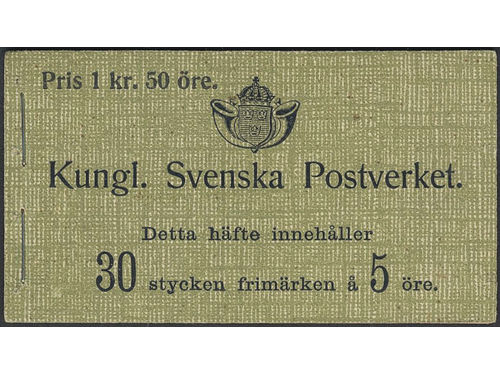 Pris 1 kr. 50 öre.
Kungl. Svenska Postverket.
Detta häfte innehåller
30 stycken frimärken å 5 öre.